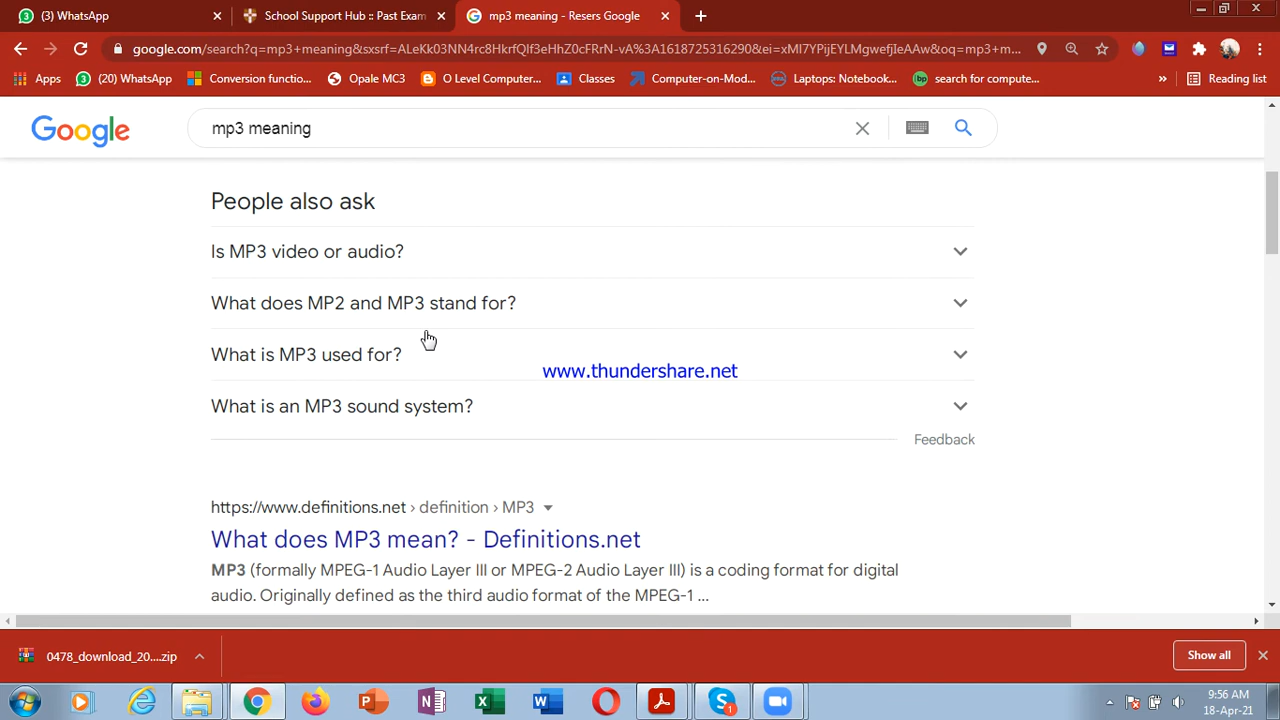 (3) WhatsApp
School Support Hub :: Past Exam
mp3 meaning - Resers Google
google.com/search?q=mp3+meaning&sxsrf=ALeKk03NN4rc8HkrfQlf3eHhZ0cFRrN-vA%3A1618725316290&ei=xMI7YPijEYLMgwefjIeAAw&oq=mp3+m...
Apps
(20) WhatsApp
Conversion functio...
Opale MC3
O Level Computer...
Classes
Computer-on-Mod...
Laptops: Notebook...
search for compute...
»
Reading list
Google
mp3 meaning
People also ask
Is MP3 video or audio?
What does MP2 and MP3 stand for?
What is MP3 used for?
www.thundershare.net
What is an MP3 sound system?
Feedback
https://www.definitions.net › definition › MP3
What does MP3 mean? - Definitions.net
MP3 (formally MPEG-1 Audio Layer III or MPEG-2 Audio Layer III) is a coding format for digital
audio. Originally defined as the third audio format of the MPEG-1 ...
0478_download_20....zip
Show all
9:56 AM
18-Apr-21